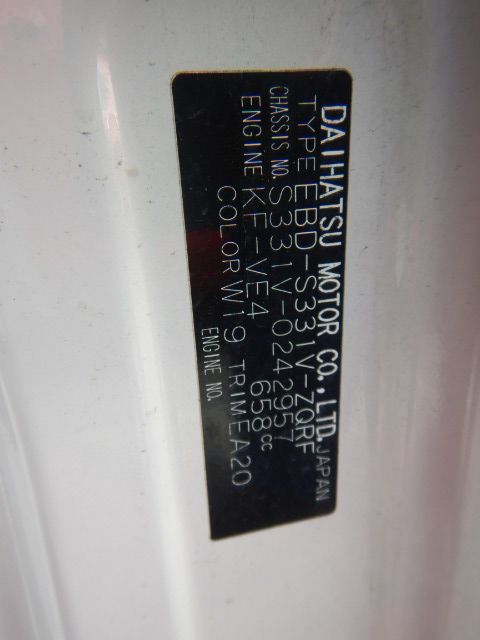 DAIHATSU MOTOR CO.,LTD.JAPAN
TYPE EBD-S331V-ZQRF
CHASSIS NO. S331V-0242957
ENGINE KF-VE4 658cc
COLOR W19 TRIM EA20
ENGINE NO.